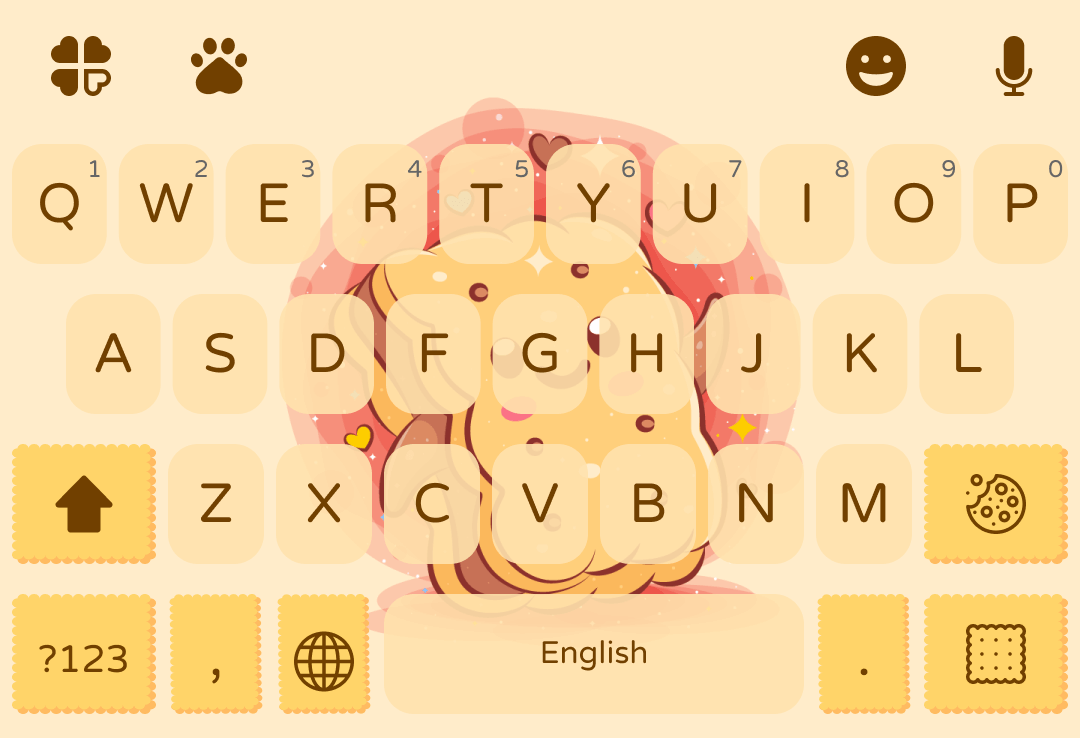 1 2 3 4 5 6 7 8 9 0
Q W E R T Y U I O P
A S D F G H J K L
Z X C V B N M
?123 , English .